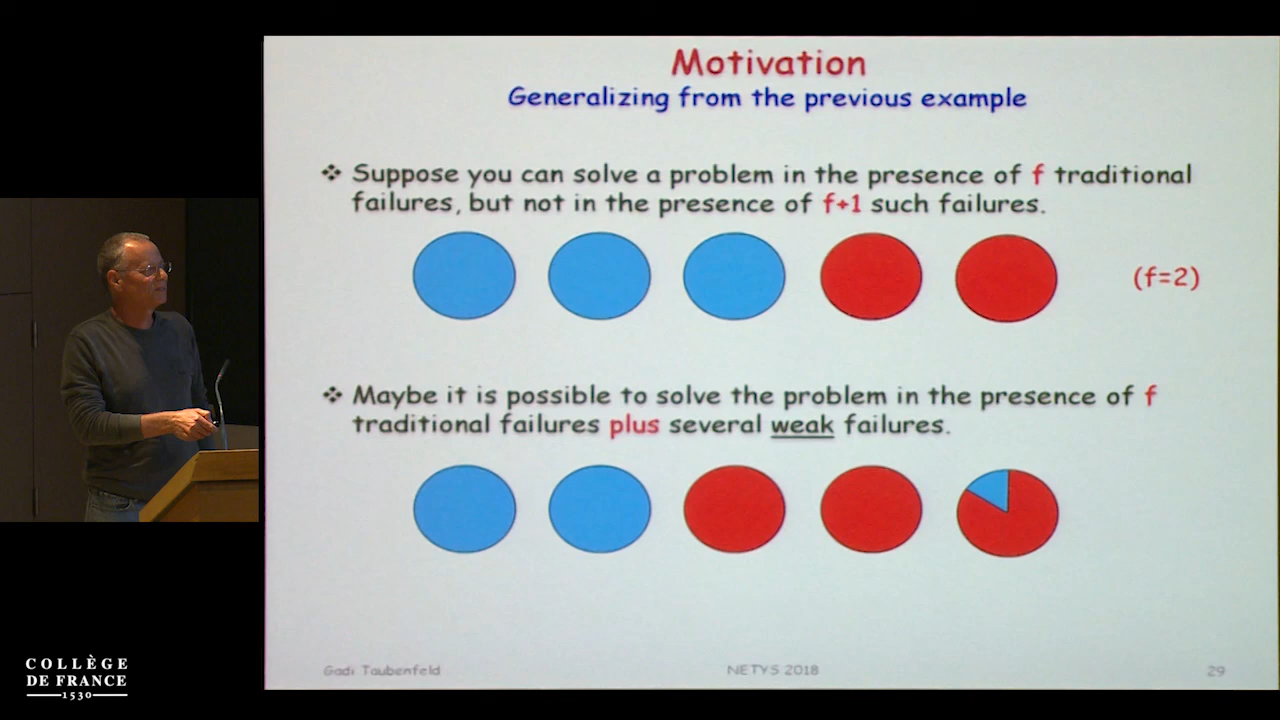 Motivation
Generalizing from the previous example
❖ Suppose you can solve a problem in the presence of f traditional
failures, but not in the presence of f+1 such failures.
(f=2)
❖ Maybe it is possible to solve the problem in the presence of f
traditional failures plus several weak failures.
Gadi Taubenfeld
NETYS 2018
29
COLLÈGE
DE FRANCE
1530